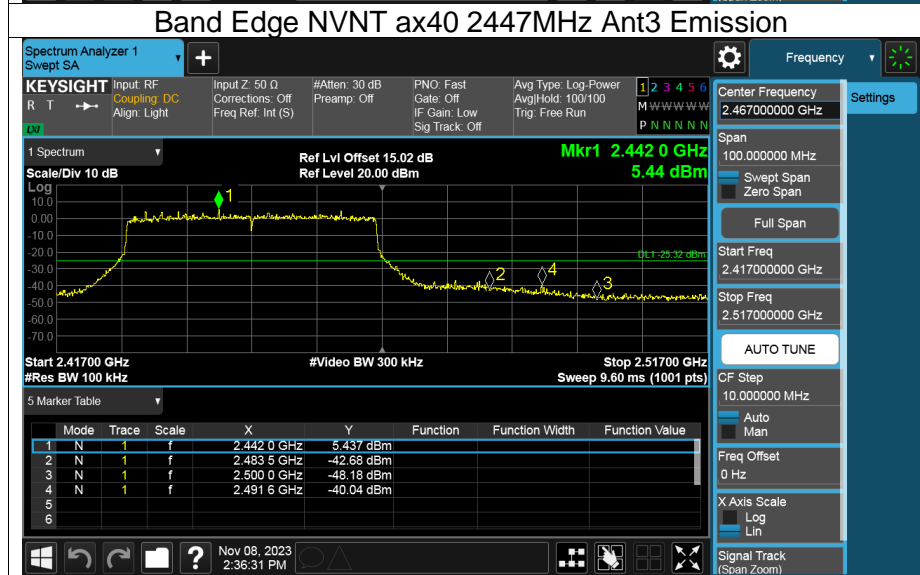 Band Edge NVNT ax40 2447MHz Ant3 Emission
Spectrum Analyzer 1
Swept SA
+
Frequency
KEYSIGHT
R T
LXI
Input: RF
Coupling: DC
Align: Light
Input Z: 50 Ω
Corrections: Off
Freq Ref: Int (S)
#Atten: 30 dB
Preamp: Off
PNO: Fast
Gate: Off
IF Gain: Low
Sig Track: Off
Avg Type: Log-Power
Avg|Hold: 100/100
Trig: Free Run
1 2 3 4 5 6
M W W W W W
P N N N N N
1 Spectrum
Scale/Div 10 dB
Ref Lvl Offset 15.02 dB
Ref Level 20.00 dBm
Mkr1 2.442 0 GHz
5.44 dBm
Log
10.0
0.00
-10.0
-20.0
-30.0
-40.0
-50.0
-60.0
-70.0
1
2
4
3
DL1 -25.32 dBm
Start 2.41700 GHz
#Res BW 100 kHz
#Video BW 300 kHz
Stop 2.51700 GHz
Sweep 9.60 ms (1001 pts)
5 Marker Table
Mode Trace Scale X Y Function Function Width Function Value
1 N 1 f 2.442 0 GHz 5.437 dBm
2 N 1 f 2.483 5 GHz -42.68 dBm
3 N 1 f 2.500 0 GHz -48.18 dBm
4 N 1 f 2.491 6 GHz -40.04 dBm
5
6
?
Nov 08, 2023
2:36:31 PM
Center Frequency
2.467000000 GHz
Settings
Span
100.000000 MHz
Swept Span
Zero Span
Full Span
Start Freq
2.417000000 GHz
Stop Freq
2.517000000 GHz
AUTO TUNE
CF Step
10.000000 MHz
Auto
Man
Freq Offset
0 Hz
X Axis Scale
Log
Lin
Signal Track
(Span Zoom)